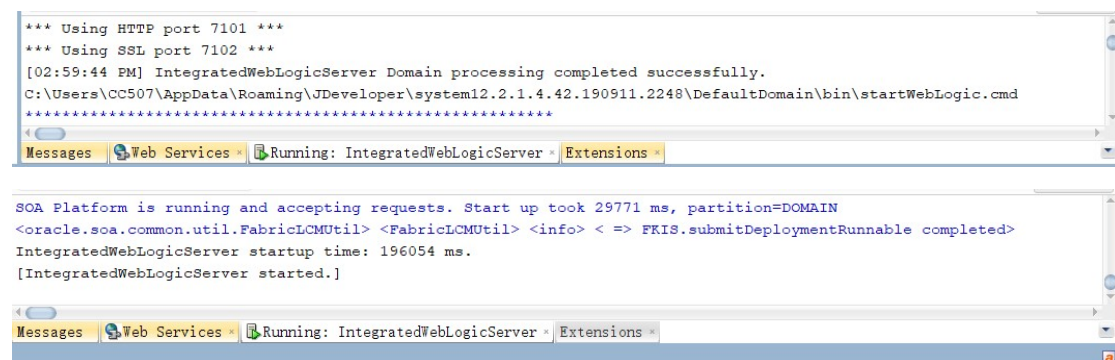 *** Using HTTP port 7101 ***
*** Using SSL port 7102 ***
[02:59:44 PM] IntegratedWebLogicServer Domain processing completed successfully.
C:\Users\CC507\AppData\Roaming\JDeveloper\system12.2.1.4.42.190911.2248\DefaultDomain\bin\startWebLogic.cmd
*********************************************************
Messages Web Services × Running: IntegratedWebLogicServer × Extensions ×
SOA Platform is running and accepting requests. Start up took 29771 ms, partition=DOMAIN
<oracle.soa.common.util.FabricLCMUtil> <FabricLCMUtil> <info> < => FKIS.submitDeploymentRunnable completed>
IntegratedWebLogicServer startup time: 196054 ms.
[IntegratedWebLogicServer started.]
Messages Web Services × Running: IntegratedWebLogicServer × Extensions ×